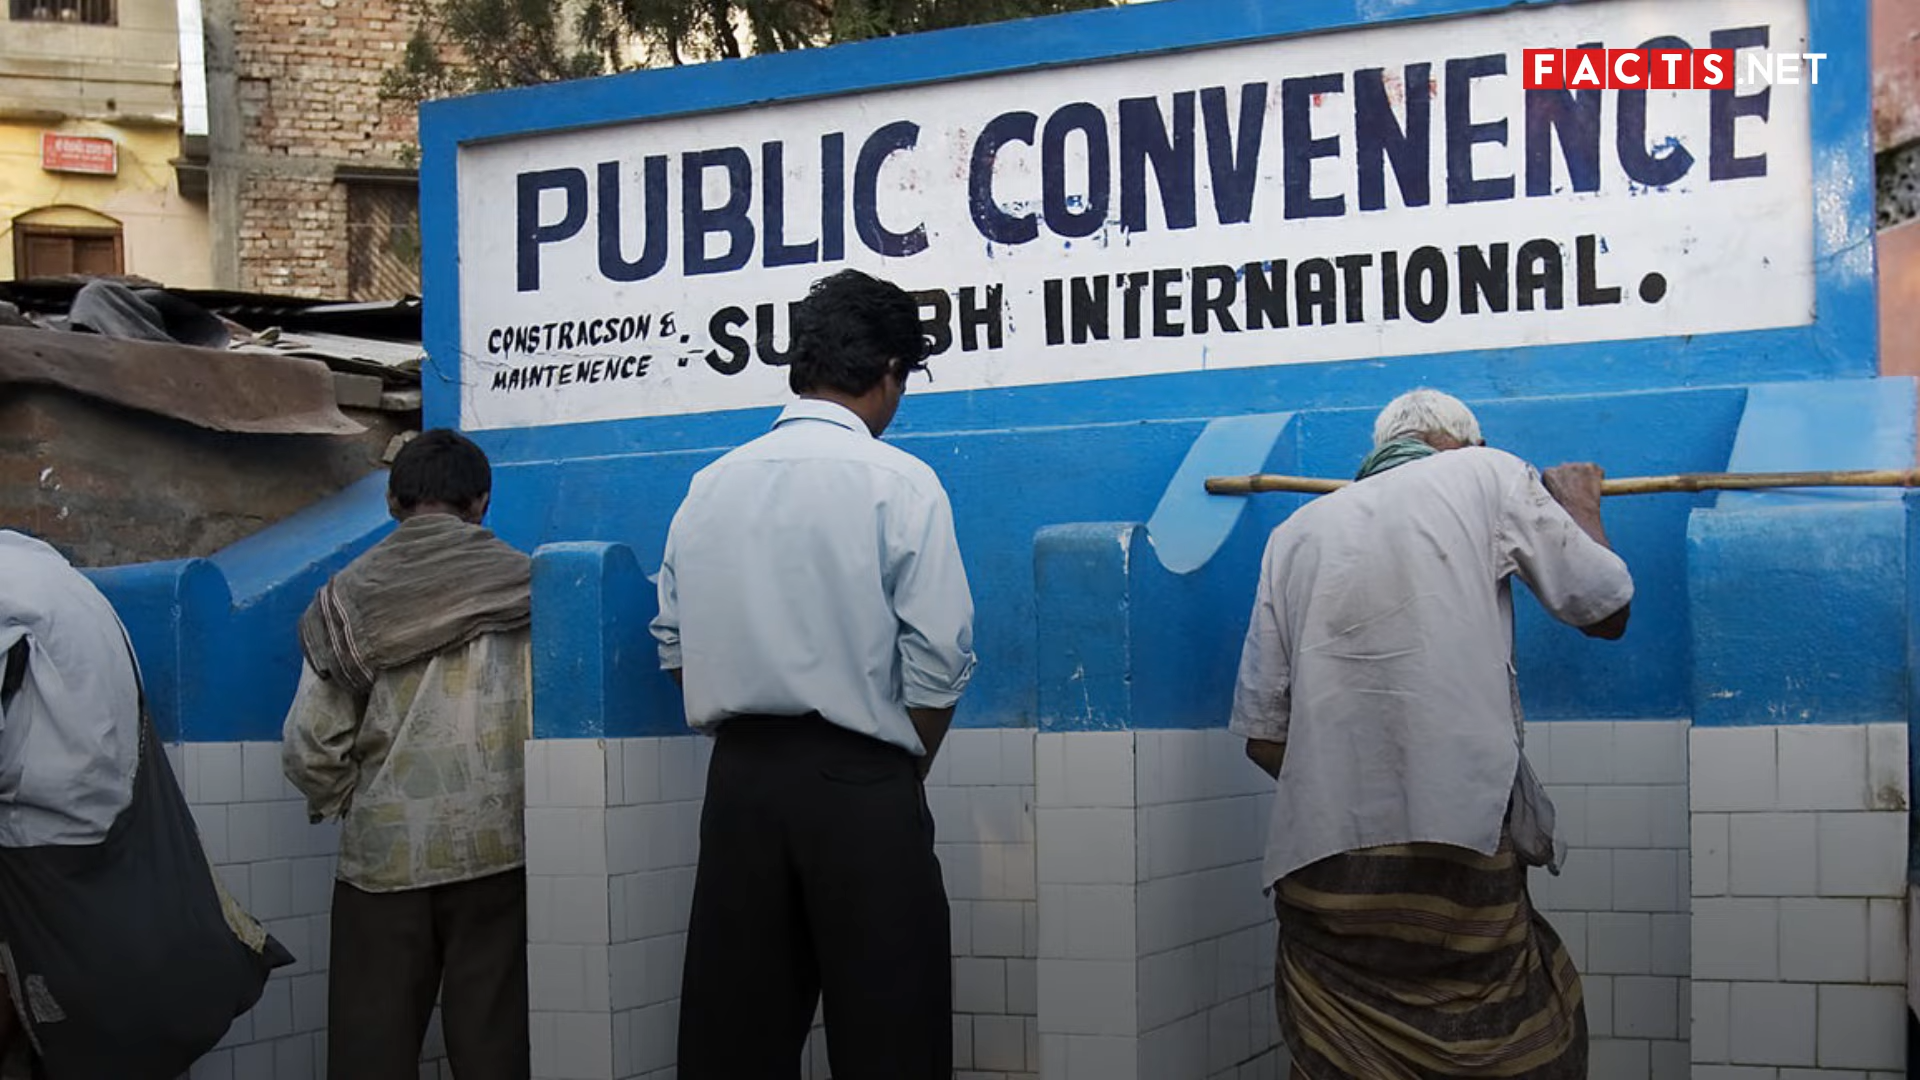 FACTS.NET
PUBLIC CONVENENCE
CONSTRACSON &
MAINTENENCE :- INTERNATIONAL.